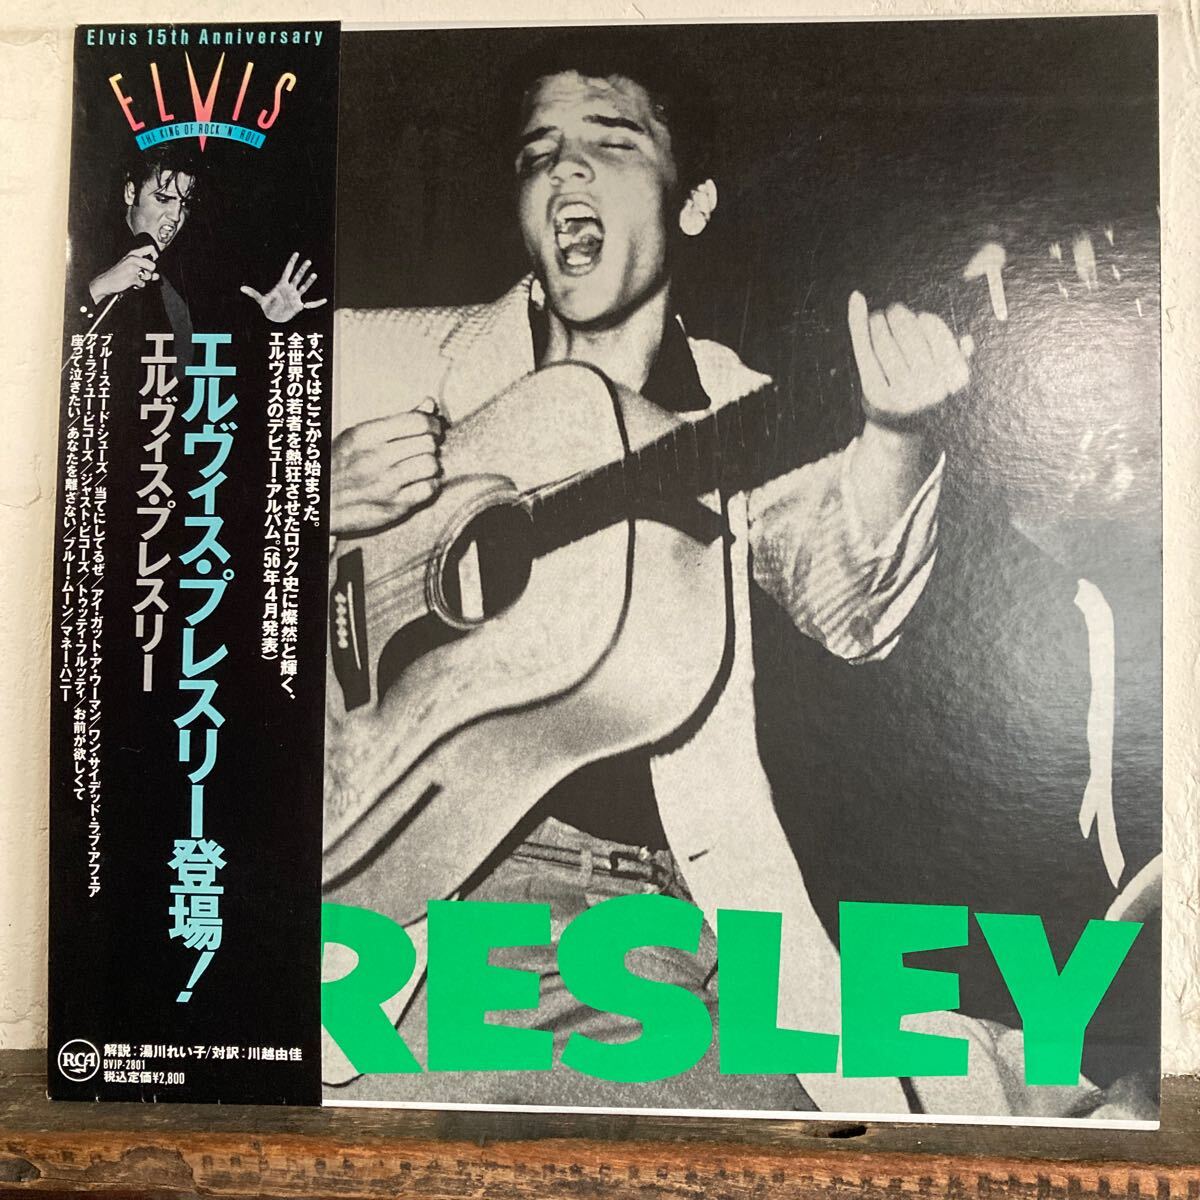 Elvis 15th Anniversary
ELVIS
THE KING OF ROCK 'N' ROLL
すべてはここから始まった。
全世界の若者を熱狂させたロック史に燦然と輝く、
エルヴィスのデビュー・アルバム。(56年4月発表)
エルヴィス・プレスリー登場!
エルヴィス・プレスリー
ブルー・スエード・シューズ/当てにしてるぜ/アイ・ガット・ア・ウーマン/ワン・サイデッド・ラブ・アフェア
アイ・ラブ・ユー・ビコーズ/ジャスト・ビコーズ/トゥッティ・フルッティ/お前が欲しくて
座って泣きたい/あなたを離さない/ブルー・ムーン/マネー・ハニー
RCA
解説:湯川れい子/対訳:川越由佳
BVJP-2801
税込定価¥2,800
RESLEY